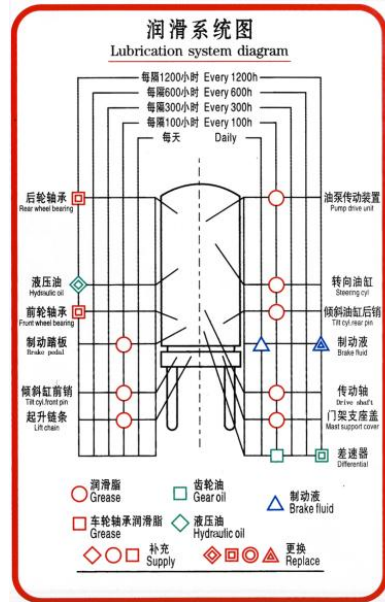 润滑系统图
Lubrication system diagram
每隔1200小时 Every 1200h
每隔600小时 Every 600h
每隔300小时 Every 300h
每隔100小时 Every 100h
每天 Daily
后轮轴承
Rear wheel bearing
油泵传动装置
Pump drive unit
液压油
Hydraulic oil
转向油缸
Steering cyl
前轮轴承
Frunt wheel bearing
倾斜油缸后销
Tilt cyl.rear pin
制动踏板
Brake pedal
制动液
Brake fluid
倾斜缸前销
Tilt cyl.front pin
传动轴
Drive shaft
起升链条
Lift chain
门架支座盖
Mast support cover
差速器
Differential
润滑脂
Grease
齿轮油
Gear oil
制动液
Brake fluid
车轮轴承润滑脂
Grease
液压油
Hydraulic oil
补充
Supply
更换
Replace